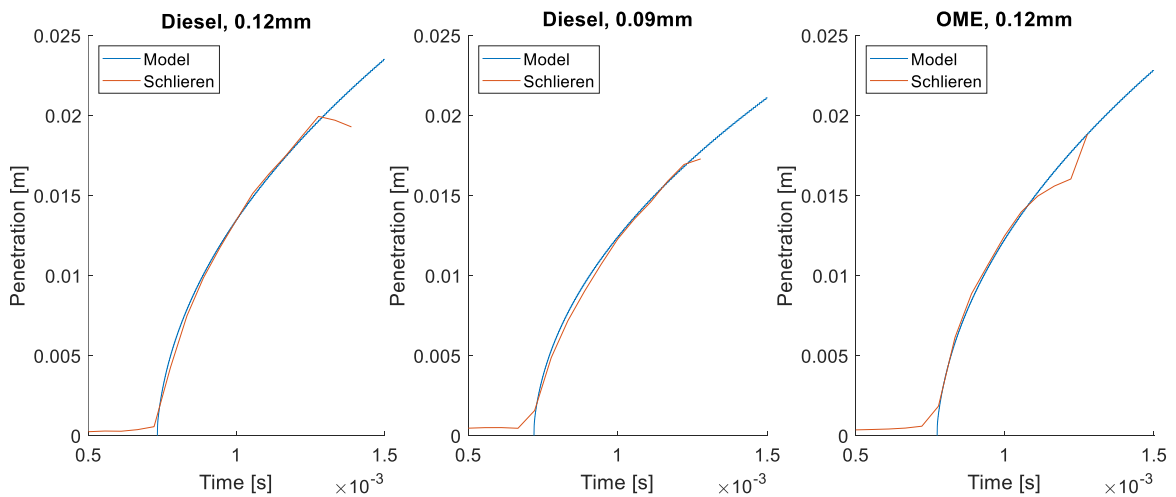 Diesel, 0.12mm
0.025
0.02
0.015
0.01
0.005
0
Penetration [m]
Model
Schlieren
0.5
1
1.5
Time [s]
×10⁻³
Diesel, 0.09mm
0.025
0.02
0.015
0.01
0.005
0
Penetration [m]
Model
Schlieren
0.5
1
1.5
Time [s]
×10⁻³
OME, 0.12mm
0.025
0.02
0.015
0.01
0.005
0
Penetration [m]
Model
Schlieren
0.5
1
1.5
Time [s]
×10⁻³